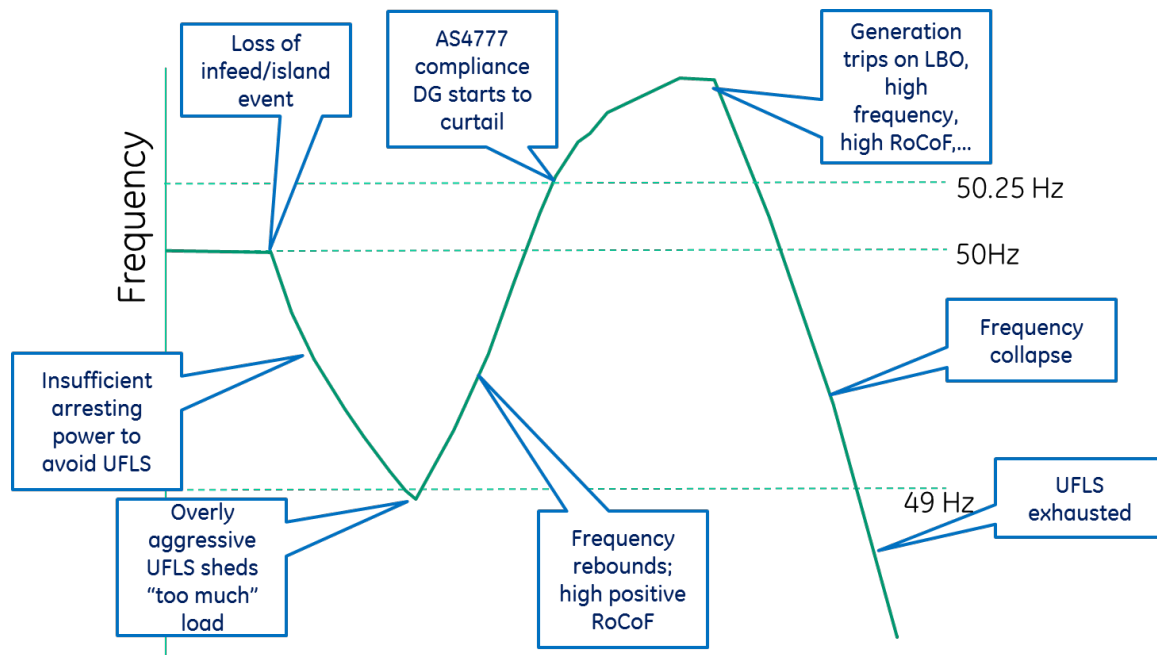 Loss of
infeed/island
event
AS4777
compliance
DG starts to
curtail
Generation
trips on LBO,
high
frequency,
high RoCoF,...
Frequency
50.25 Hz
50Hz
Frequency
collapse
Insufficient
arresting
power to
avoid UFLS
49 Hz
UFLS
exhausted
Overly
aggressive
UFLS sheds
“too much”
load
Frequency
rebounds;
high positive
RoCoF